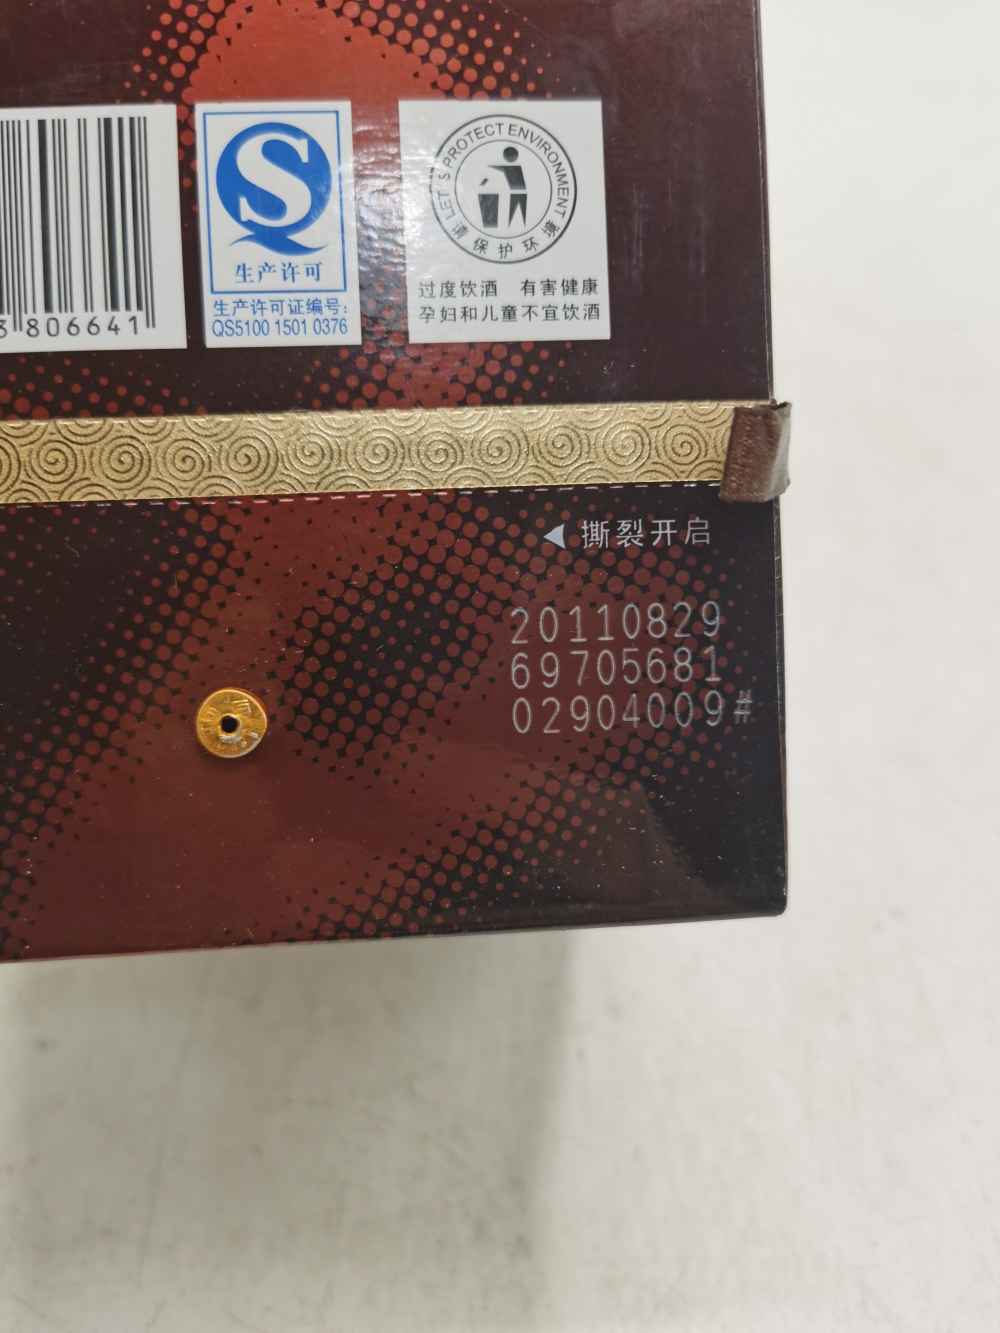 3 806641
生产许可
生产许可证编号:
QS5100 1501 0376
LET'S PROTECT ENVIRONMENT
请保护环境
过度饮酒 有害健康
孕妇和儿童不宜饮酒
撕裂开启
20110829
69705681
02904009#